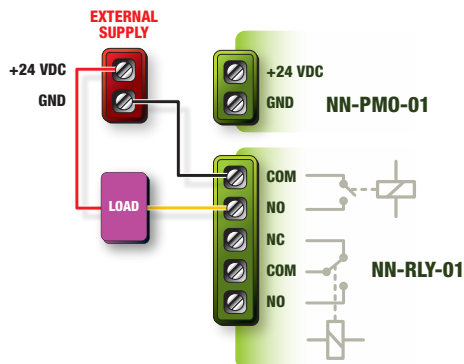 EXTERNAL
SUPPLY
+24 VDC
GND
+24 VDC
GND
NN-PMO-01
LOAD
COM
NO
NC
COM
NO
NN-RLY-01